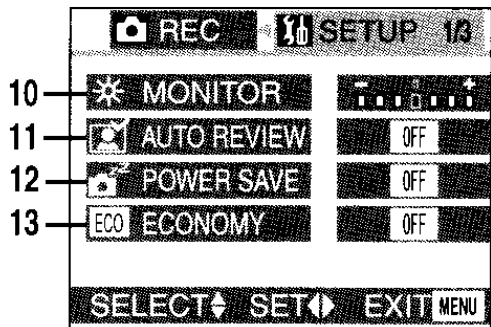 REC SETUP 1/3
10 MONITOR - +
11 AUTO REVIEW OFF
12 POWER SAVE OFF
13 ECO ECONOMY OFF
SELECT SET EXIT MENU